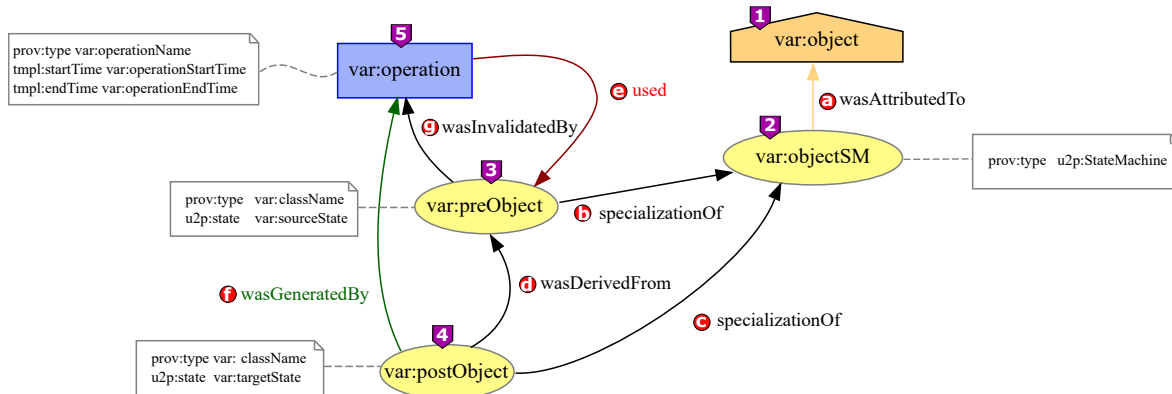 1
var:object
5
prov:type var:operationName
tmpl:startTime var:operationStartTime
tmpl:endTime var:operationEndTime
var:operation
e used
a wasAttributedTo
g wasInvalidatedBy
2
var:objectSM
prov:type u2p:StateMachine
3
prov:type var:className
u2p:state var:sourceState
var:preObject
b specializationOf
d wasDerivedFrom
f wasGeneratedBy
c specializationOf
4
prov:type var: className
u2p:state var:targetState
var:postObject